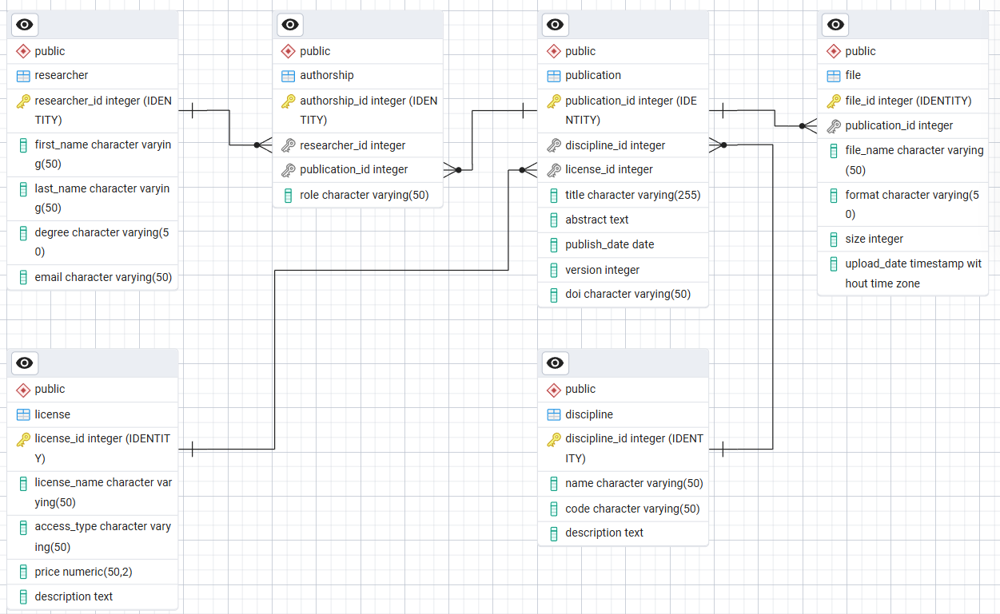 public
researcher
researcher_id integer (IDEN
TITY)
first_name character varyin
g(50)
last_name character varyin
g(50)
degree character varying(5
0)
email character varying(50)
public
authorship
authorship_id integer (IDEN
TITY)
researcher_id integer
publication_id integer
role character varying(50)
public
publication
publication_id integer (IDE
NTITY)
discipline_id integer
license_id integer
title character varying(255)
abstract text
publish_date date
version integer
doi character varying(50)
public
file
file_id integer (IDENTITY)
publication_id integer
file_name character varying
(50)
format character varying(5
0)
size integer
upload_date timestamp wit
hout time zone
public
license
license_id integer (IDENTIT
Y)
license_name character var
ying(50)
access_type character vary
ing(50)
price numeric(50,2)
description text
public
discipline
discipline_id integer (IDENT
ITY)
name character varying(50)
code character varying(50)
description text